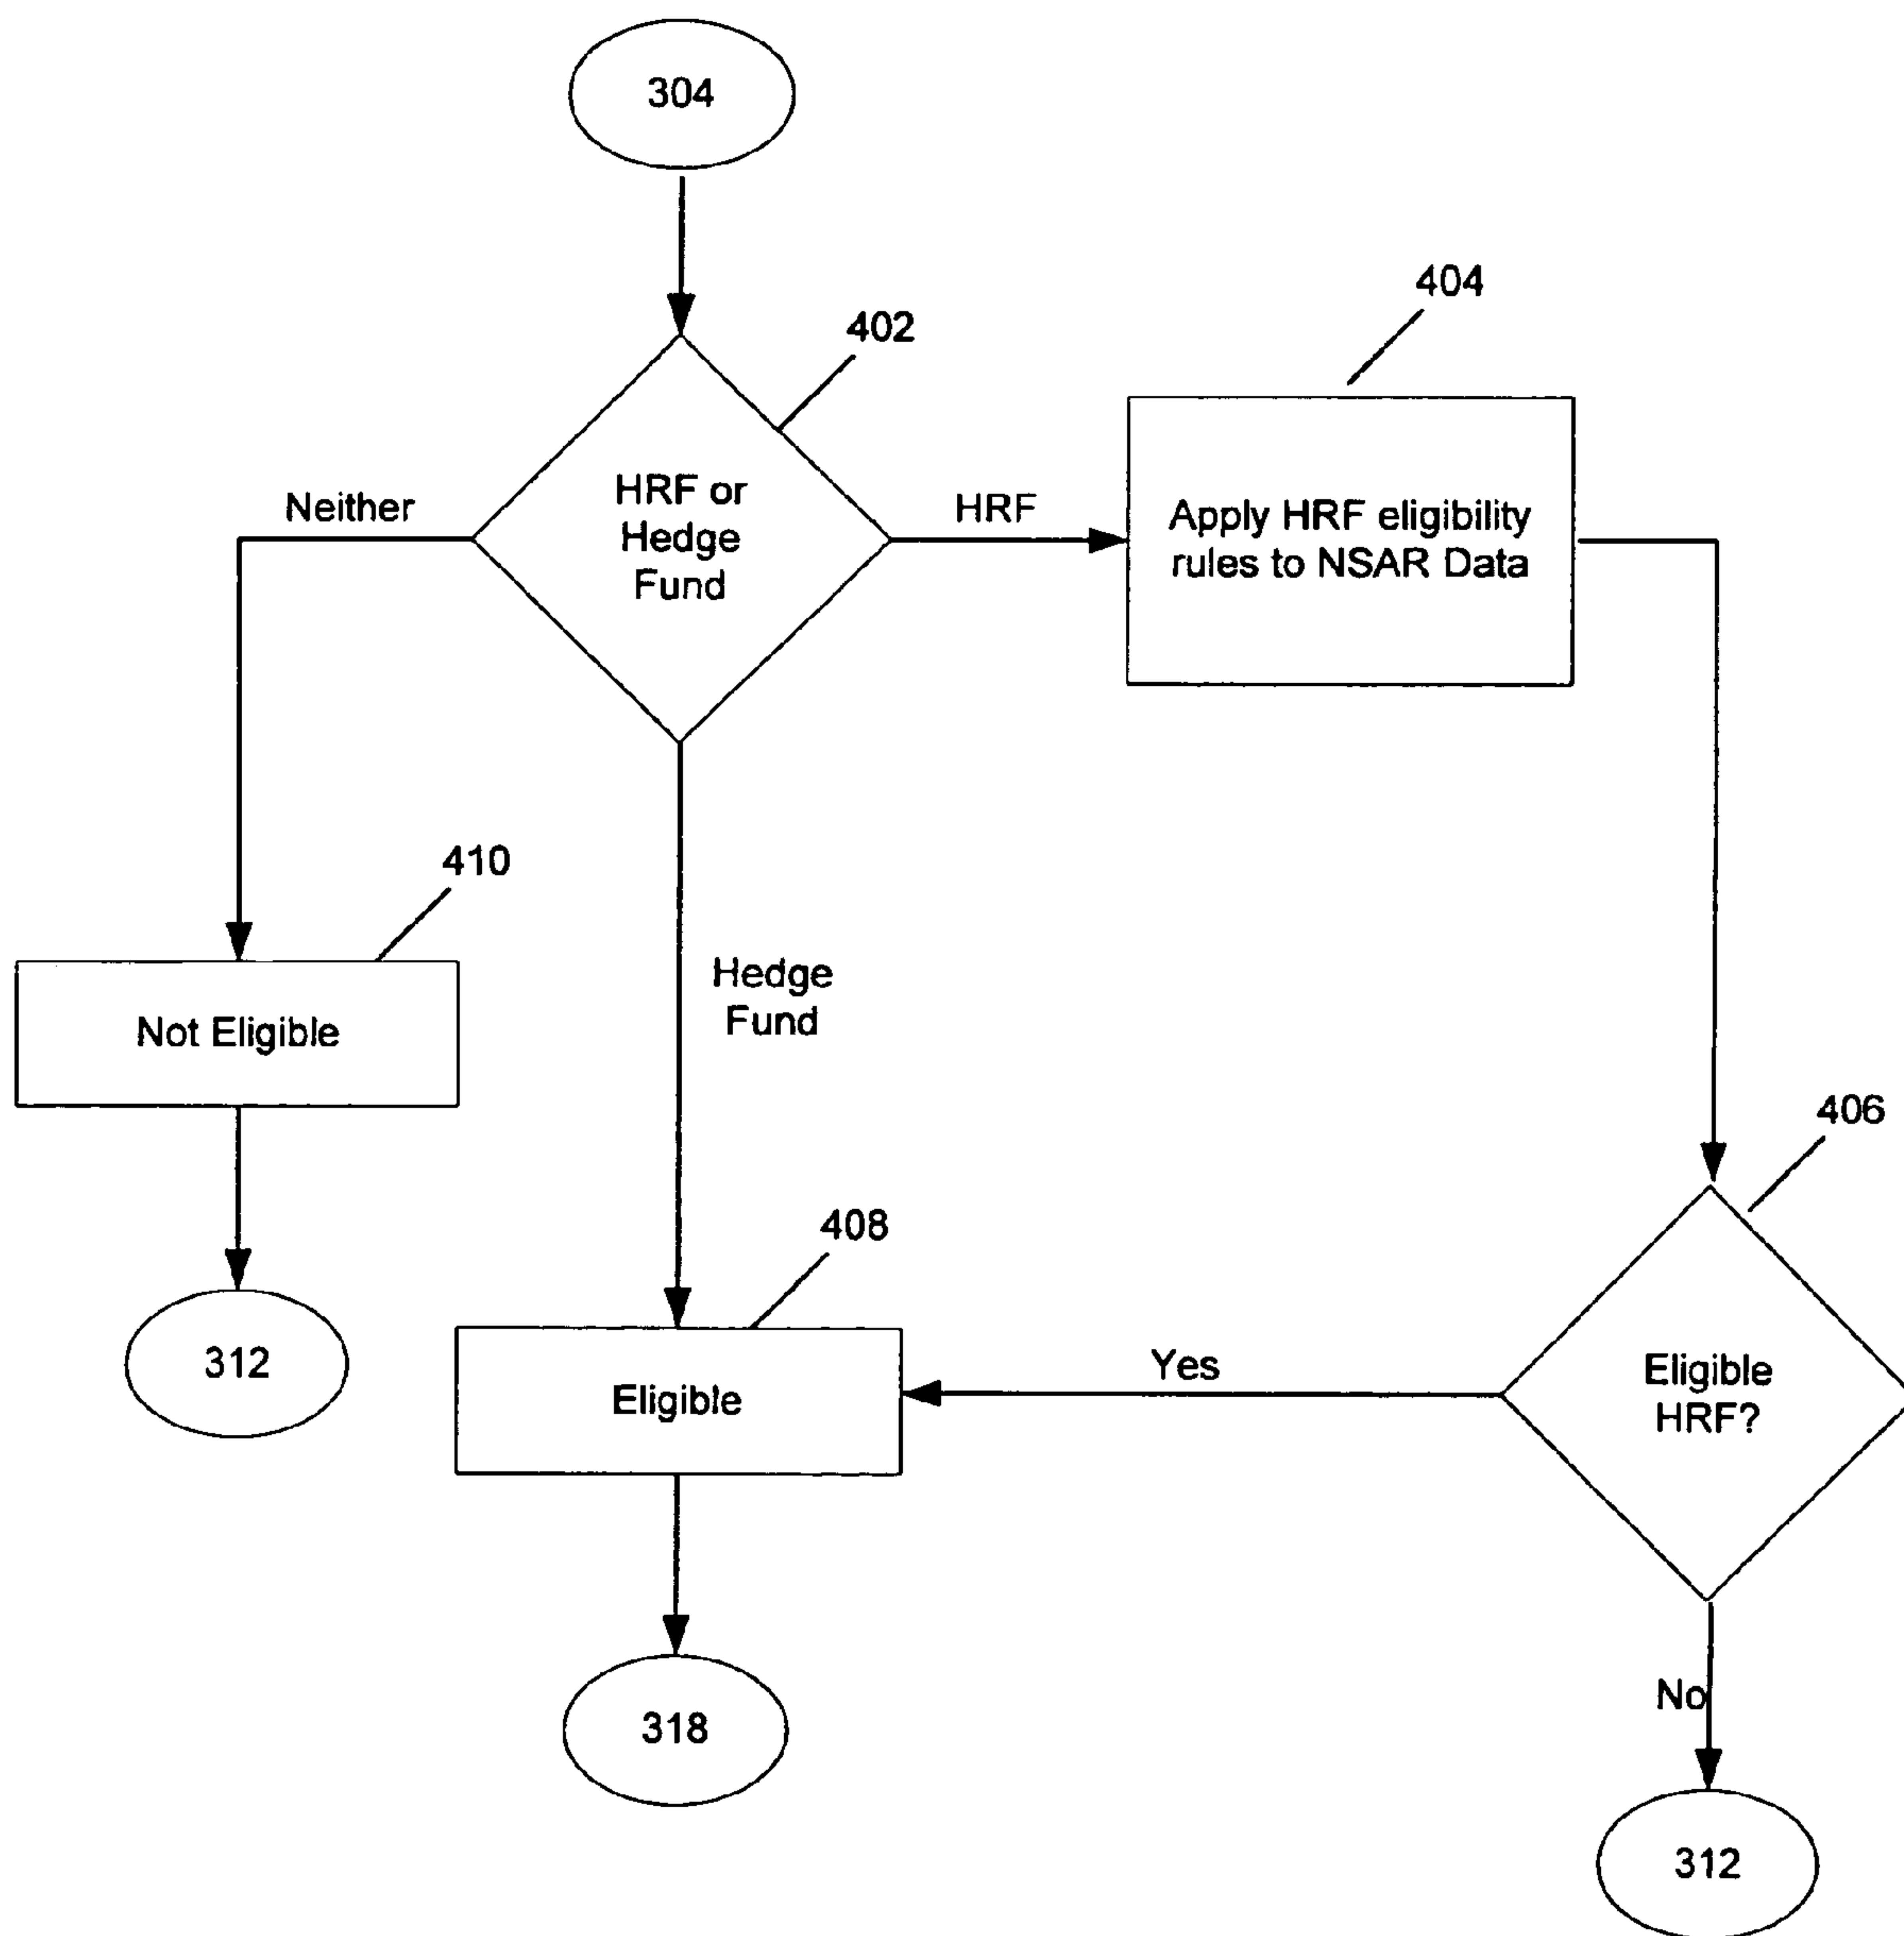 304
402
404
HRF or
Hedge
Fund
Neither
HRF
Apply HRF eligibility
rules to NSAR Data
410
Not Eligible
Hedge
Fund
406
408
312
Eligible
Yes
Eligible
HRF?
318
No
312